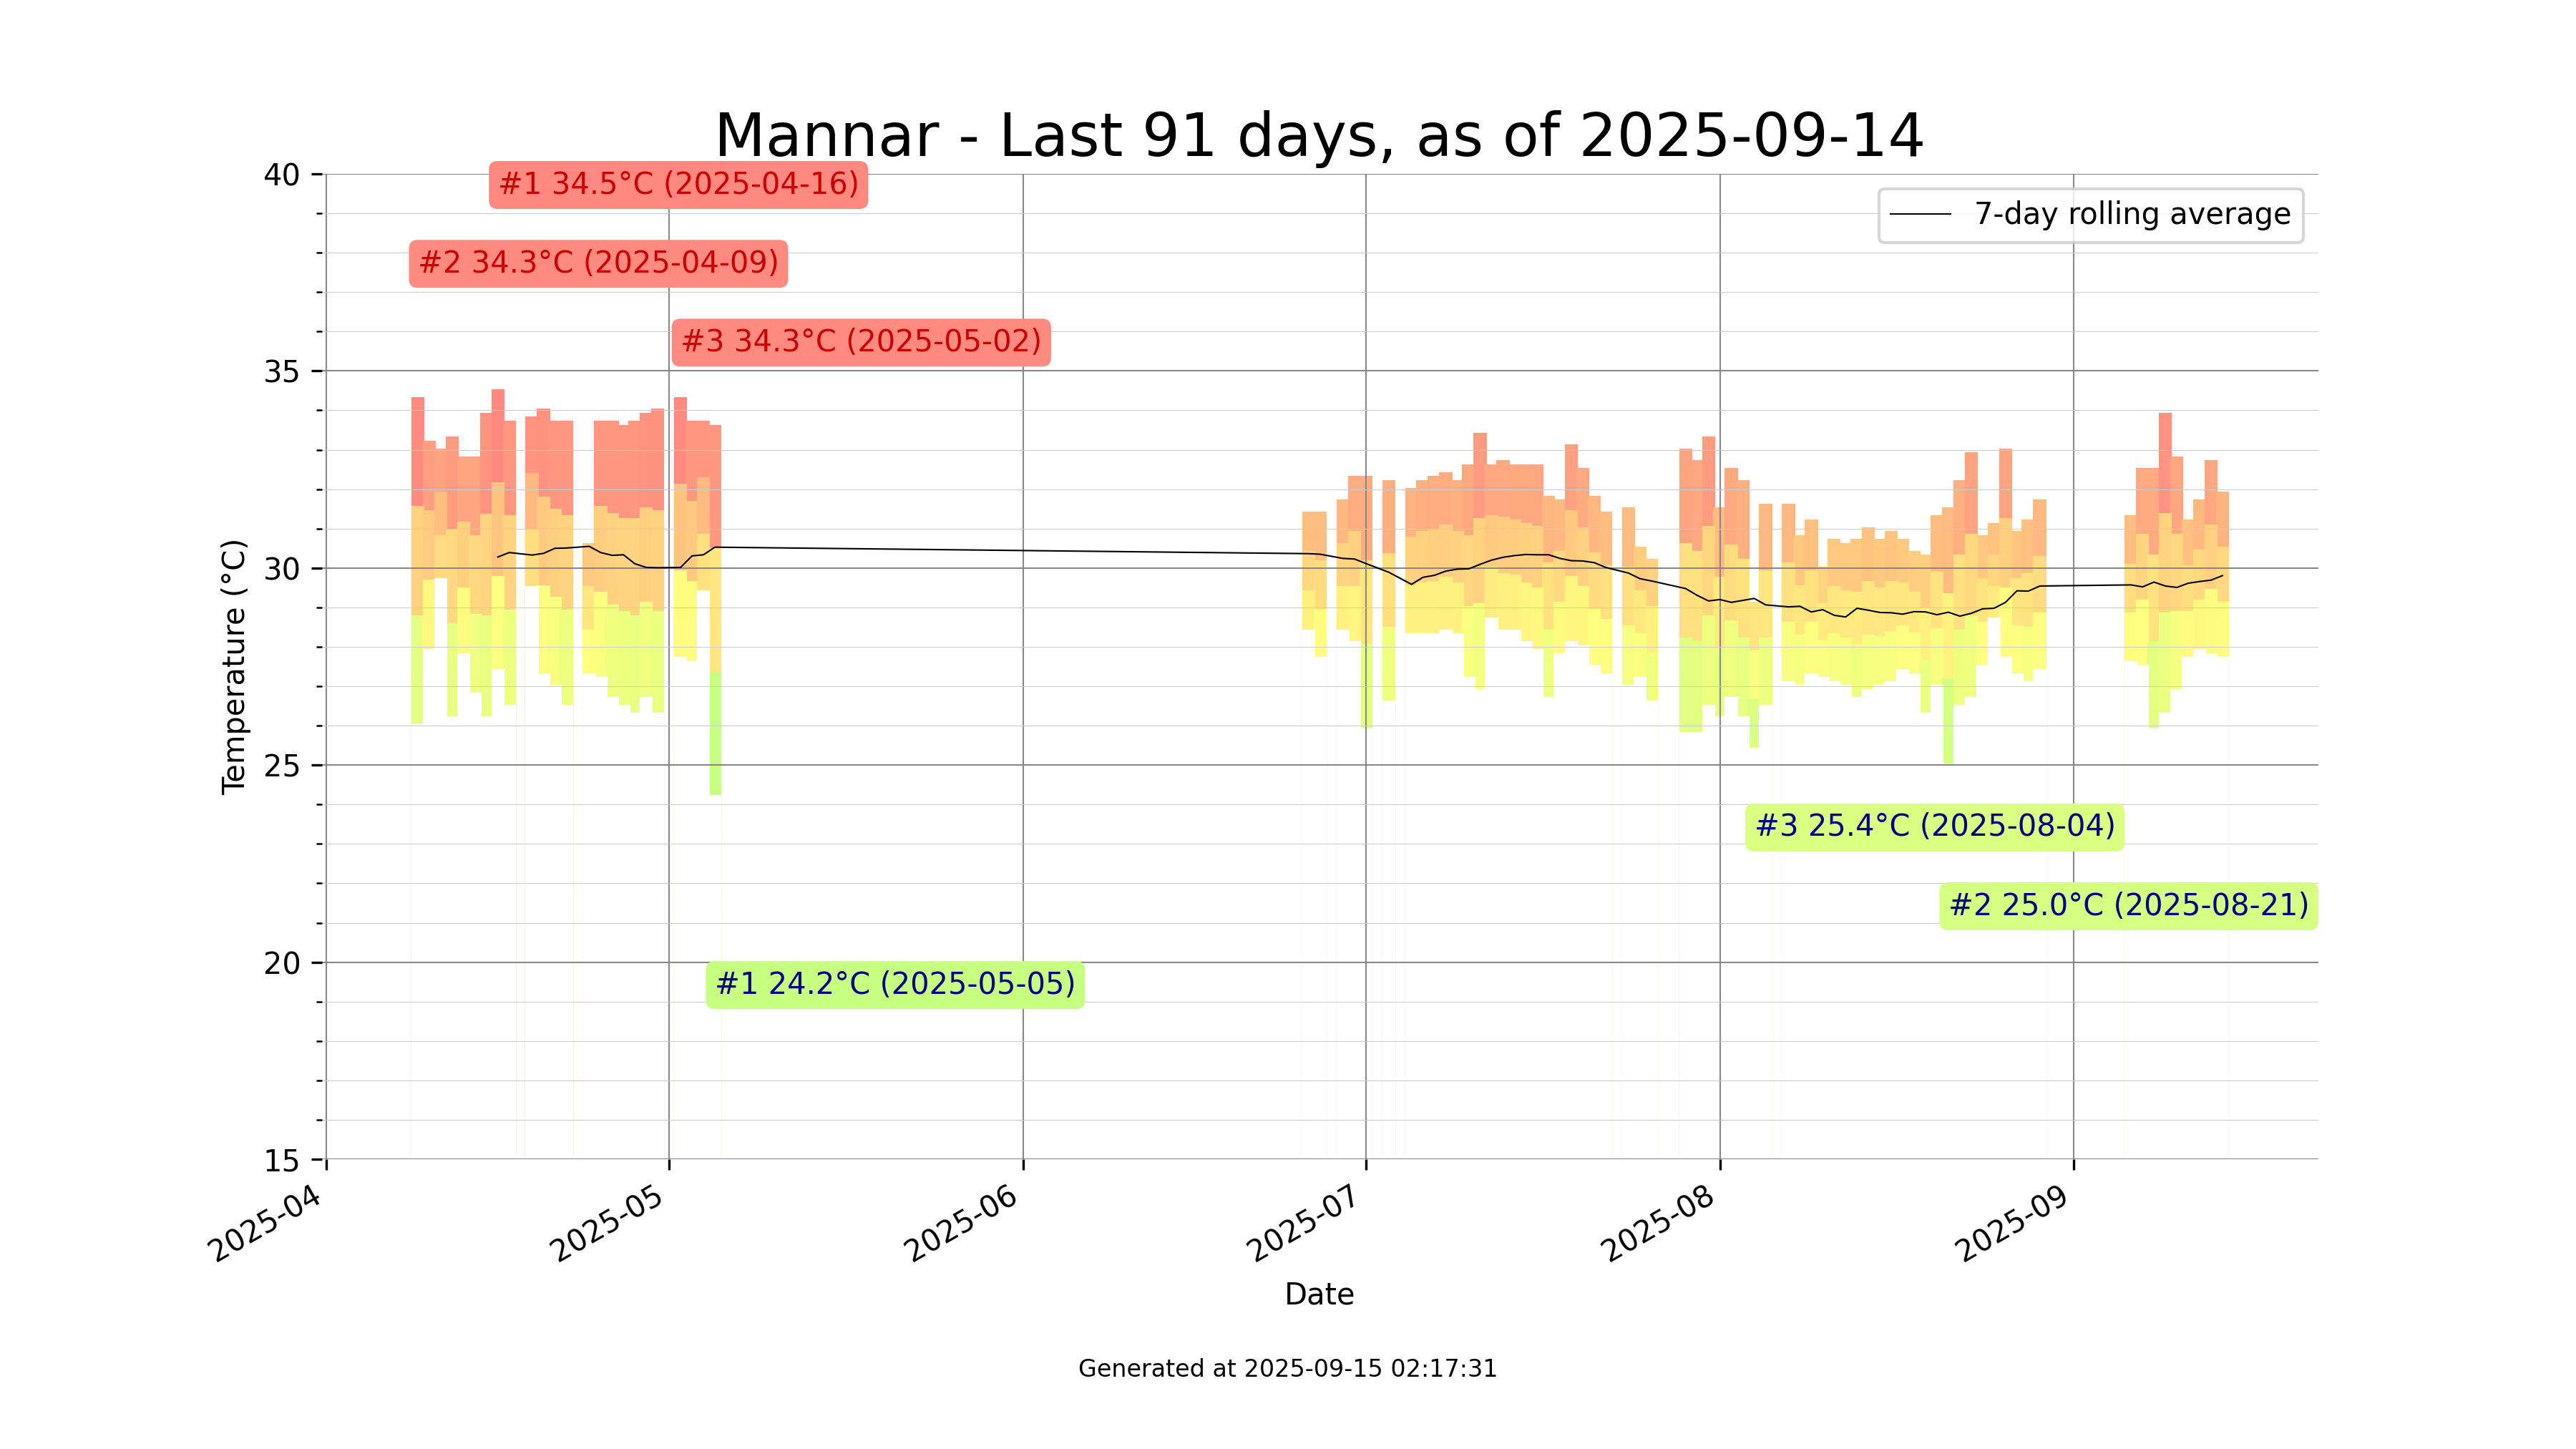 Mannar - Last 91 days, as of 2025-09-14
40
#1 34.5°C (2025-04-16)
7-day rolling average
#2 34.3°C (2025-04-09)
#3 34.3°C (2025-05-02)
35
30
Temperature (°C)
25
#3 25.4°C (2025-08-04)
#2 25.0°C (2025-08-21)
20
#1 24.2°C (2025-05-05)
15
2025-04
2025-05
2025-06
2025-07
2025-08
2025-09
Date
Generated at 2025-09-15 02:17:31